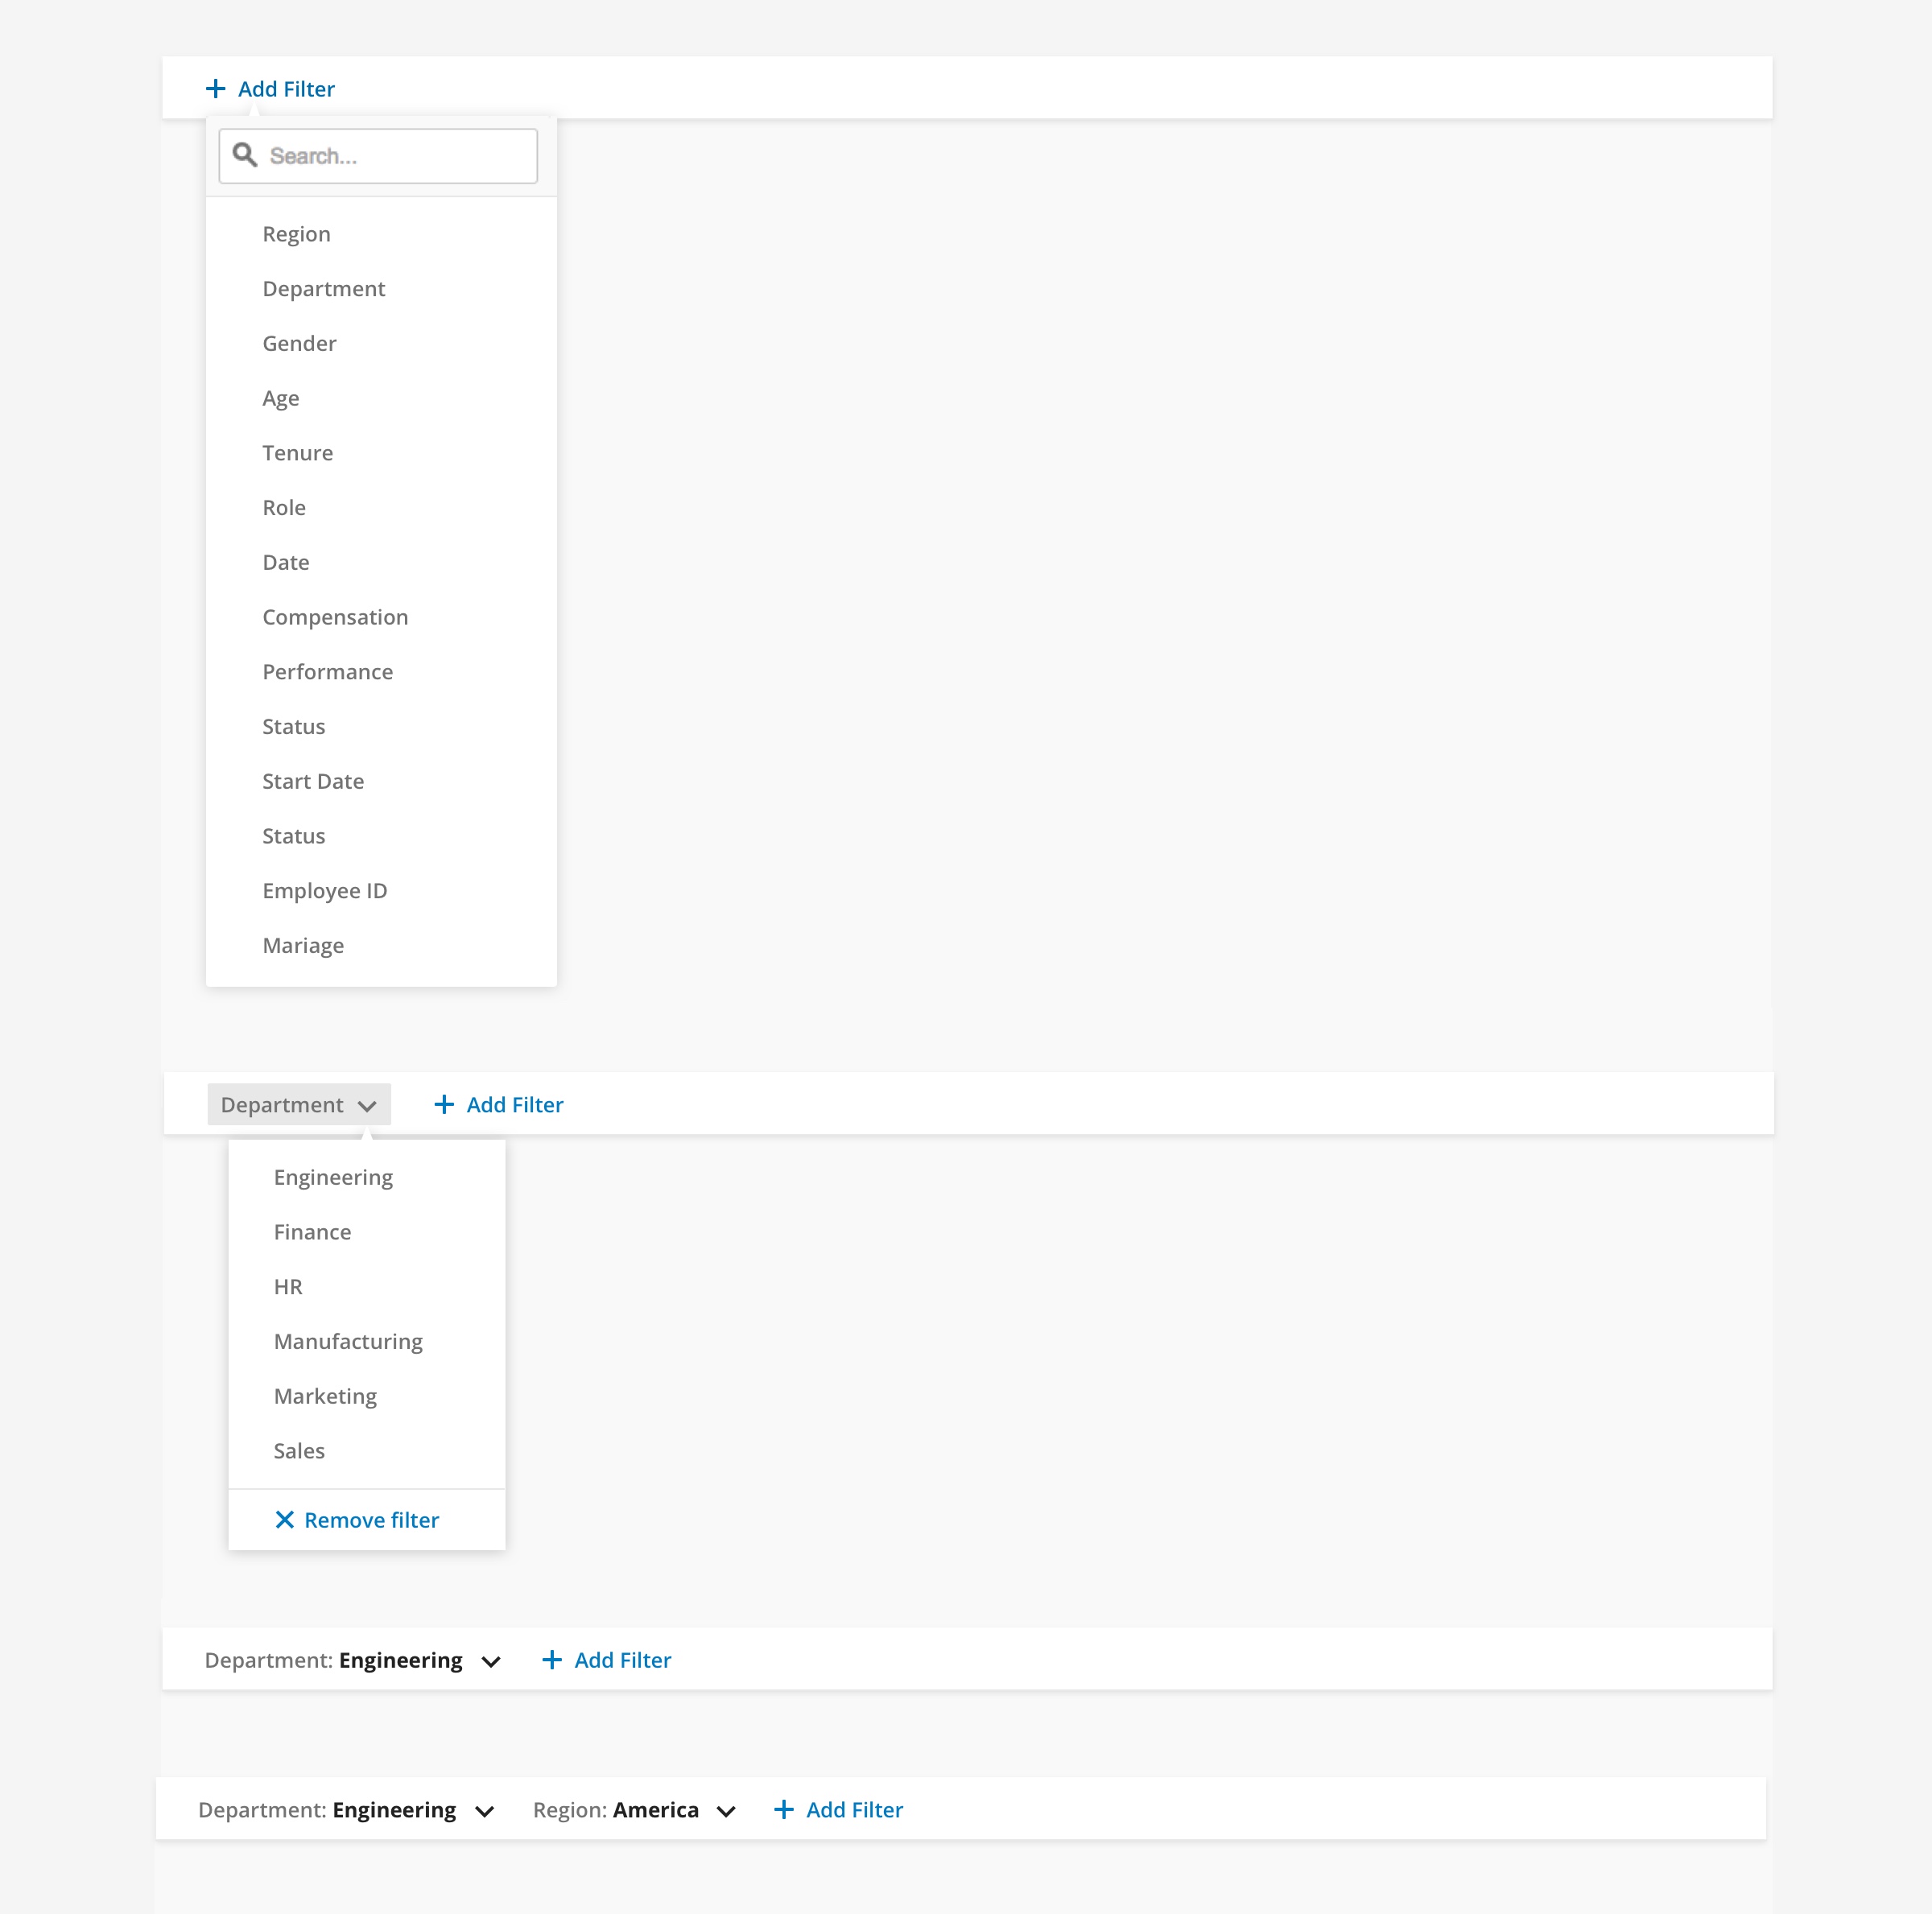 Add Filter
Search...
Region
Department
Gender
Age
Tenure
Role
Date
Compensation
Performance
Status
Start Date
Status
Employee ID
Mariage
Department Add Filter
Engineering
Finance
HR
Manufacturing
Marketing
Sales
Remove filter
Department: Engineering Add Filter
Department: Engineering Region: America Add Filter